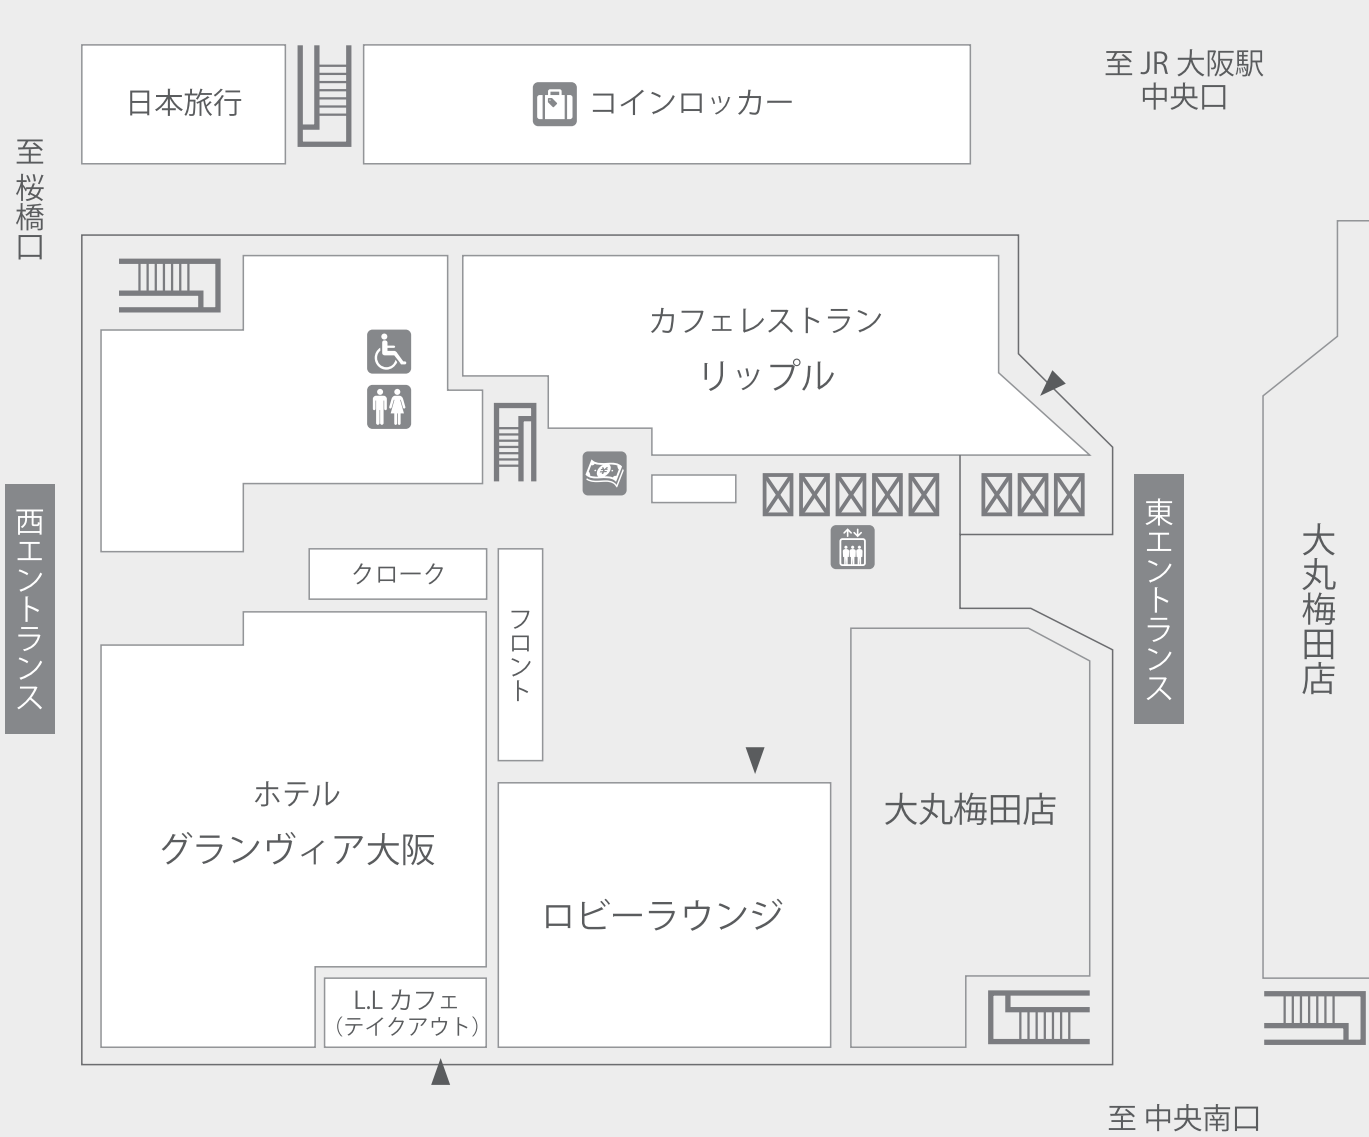 至 JR 大阪駅
中央口
日本旅行
コインロッカー
至 桜橋口
カフェレストラン
リップル
西エントランス
東エントランス
大丸梅田店
クローク
フロント
ホテル
グランヴィア大阪
大丸梅田店
ロビーラウンジ
L.L カフェ
（テイクアウト）
至 中央南口